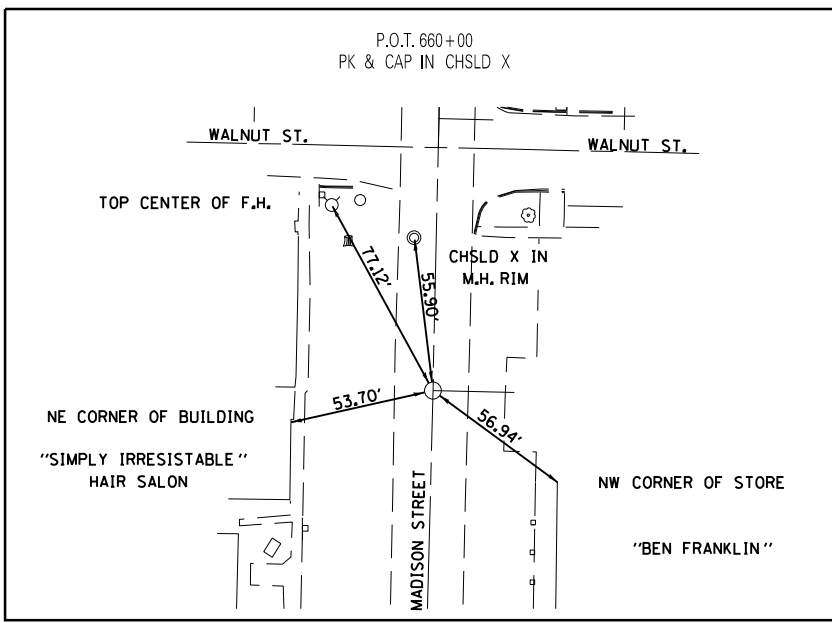 P.O.T. 660+00
PK & CAP IN CHSLD X
WALNUT ST.
WALNUT ST.
TOP CENTER OF F.H.
CHSLD X IN
M.H. RIM
77.12'
55.90'
53.70'
56.94'
NE CORNER OF BUILDING
"SIMPLY IRRESISTABLE"
HAIR SALON
MADISON STREET
NW CORNER OF STORE
"BEN FRANKLIN"